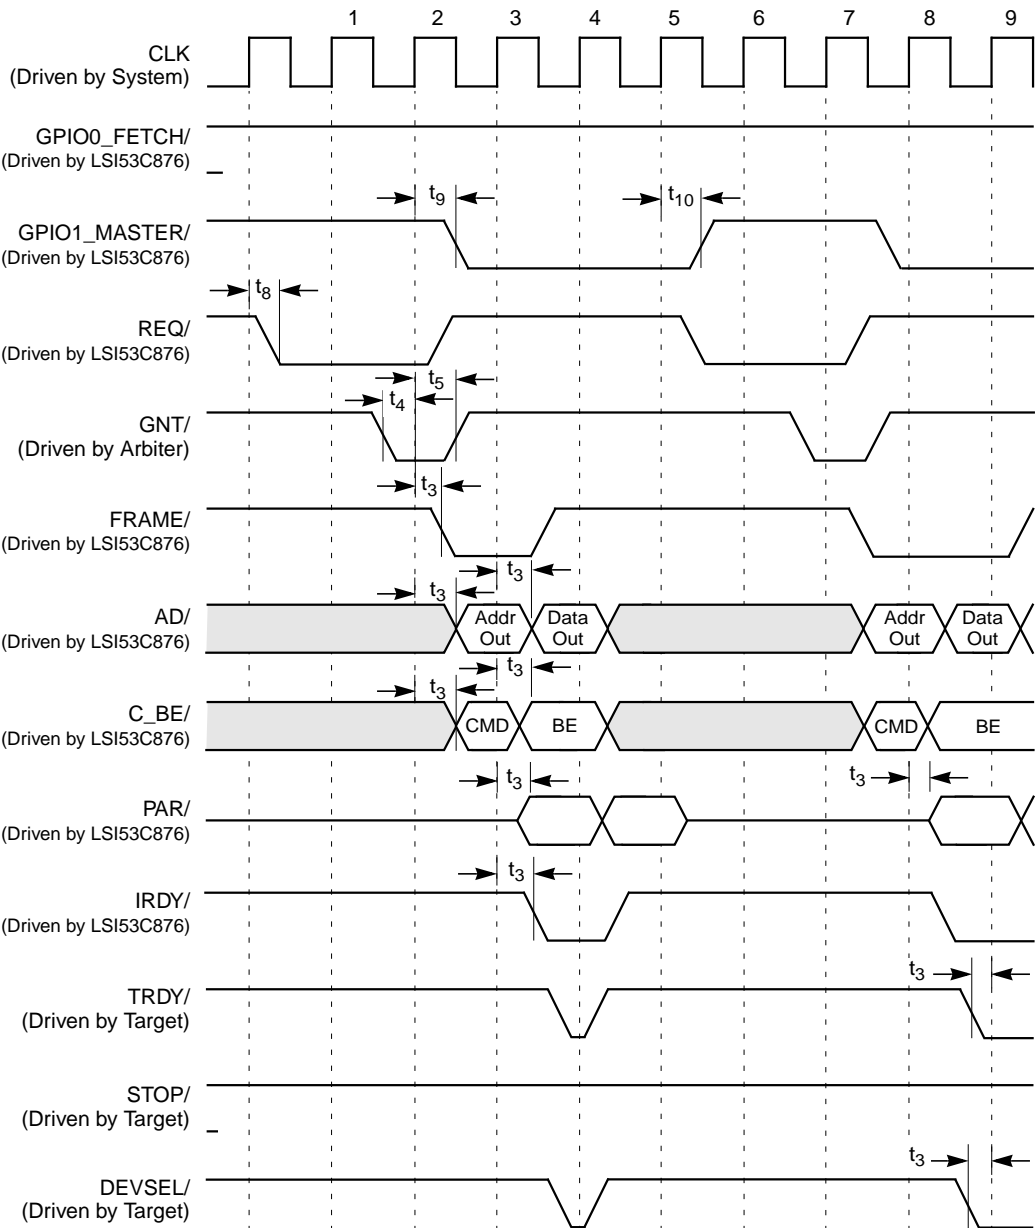 1 2 3 4 5 6 7 8 9
CLK
(Driven by System)
GPIO0_FETCH/
(Driven by LSI53C876)
t9 t10
GPIO1_MASTER/
(Driven by LSI53C876)
t8
REQ/
(Driven by LSI53C876)
t5
t4
GNT/
(Driven by Arbiter)
t3
FRAME/
(Driven by LSI53C876)
t3
t3
AD/
(Driven by LSI53C876)
Addr Out
Data Out
Addr Out
Data Out
t3
t3
C_BE/
(Driven by LSI53C876)
CMD BE CMD BE
t3 t3
PAR/
(Driven by LSI53C876)
t3
IRDY/
(Driven by LSI53C876)
t3
TRDY/
(Driven by Target)
STOP/
(Driven by Target)
t3
DEVSEL/
(Driven by Target)